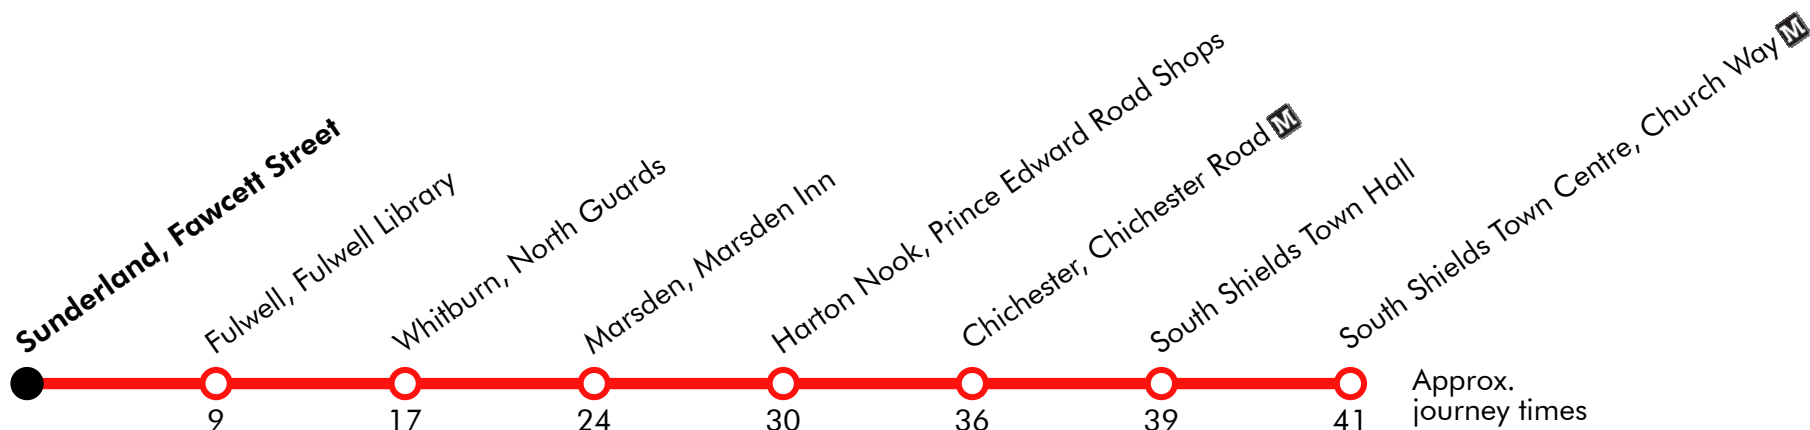 Sunderland, Fawcett Street
Fulwell, Fulwell Library
Whitburn, North Guards
Marsden, Marsden Inn
Harton Nook, Prince Edward Road Shops
Chichester, Chichester Road M
South Shields Town Hall
South Shields Town Centre, Church Way M
9
17
24
30
36
39
41
Approx.
journey times